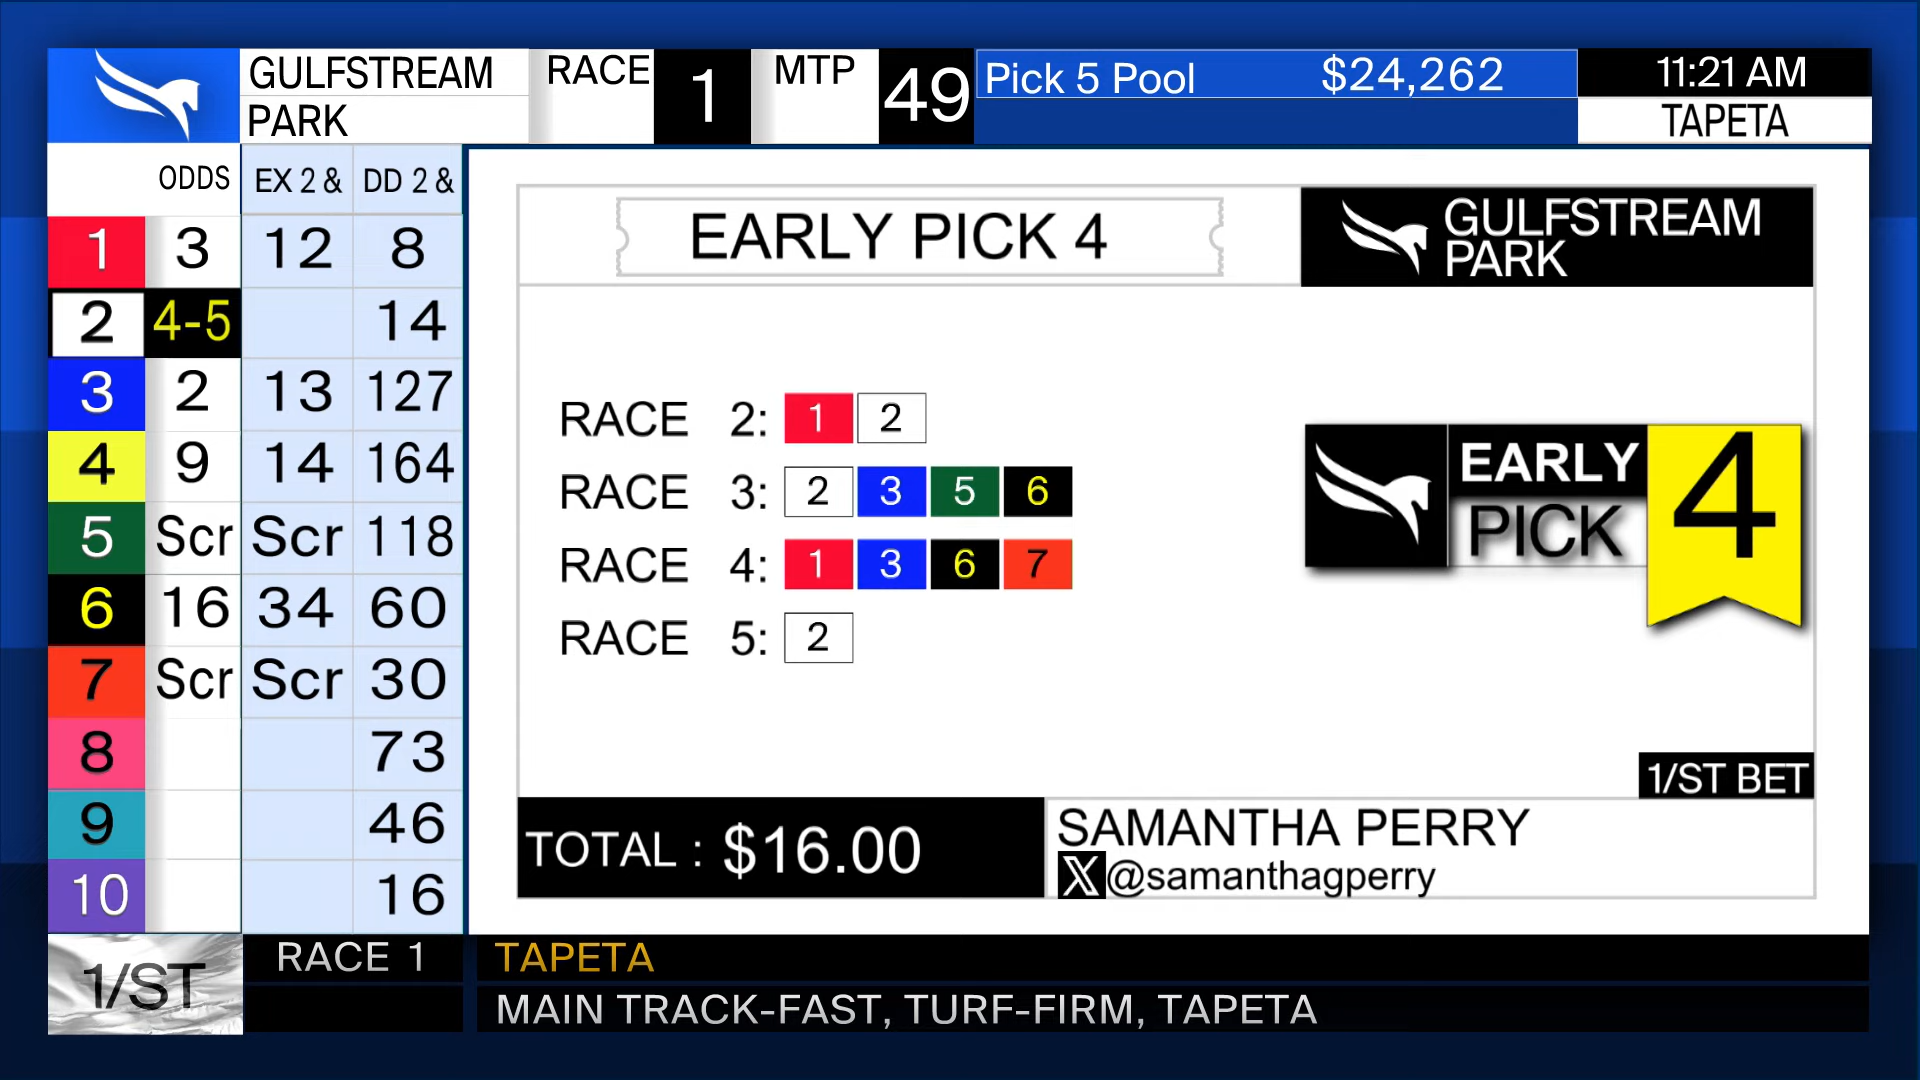 GULFSTREAM PARK RACE 1 MTP 49 Pick 5 Pool $24,262 11:21 AM
TAPETA
ODDS EX 2 & DD 2 &
1 3 12 8
2 4-5 14
3 2 13 127
4 9 14 164
5 Scr Scr 118
6 16 34 60
7 Scr Scr 30
8 73
9 46
10 16
EARLY PICK 4
GULFSTREAM
PARK
RACE 2: 1 2
RACE 3: 2 3 5 6
RACE 4: 1 3 6 7
RACE 5: 2
EARLY
PICK
4
1/ST BET
TOTAL : $16.00
SAMANTHA PERRY
X @samanthagperry
1/ST
RACE 1
TAPETA
MAIN TRACK-FAST, TURF-FIRM, TAPETA